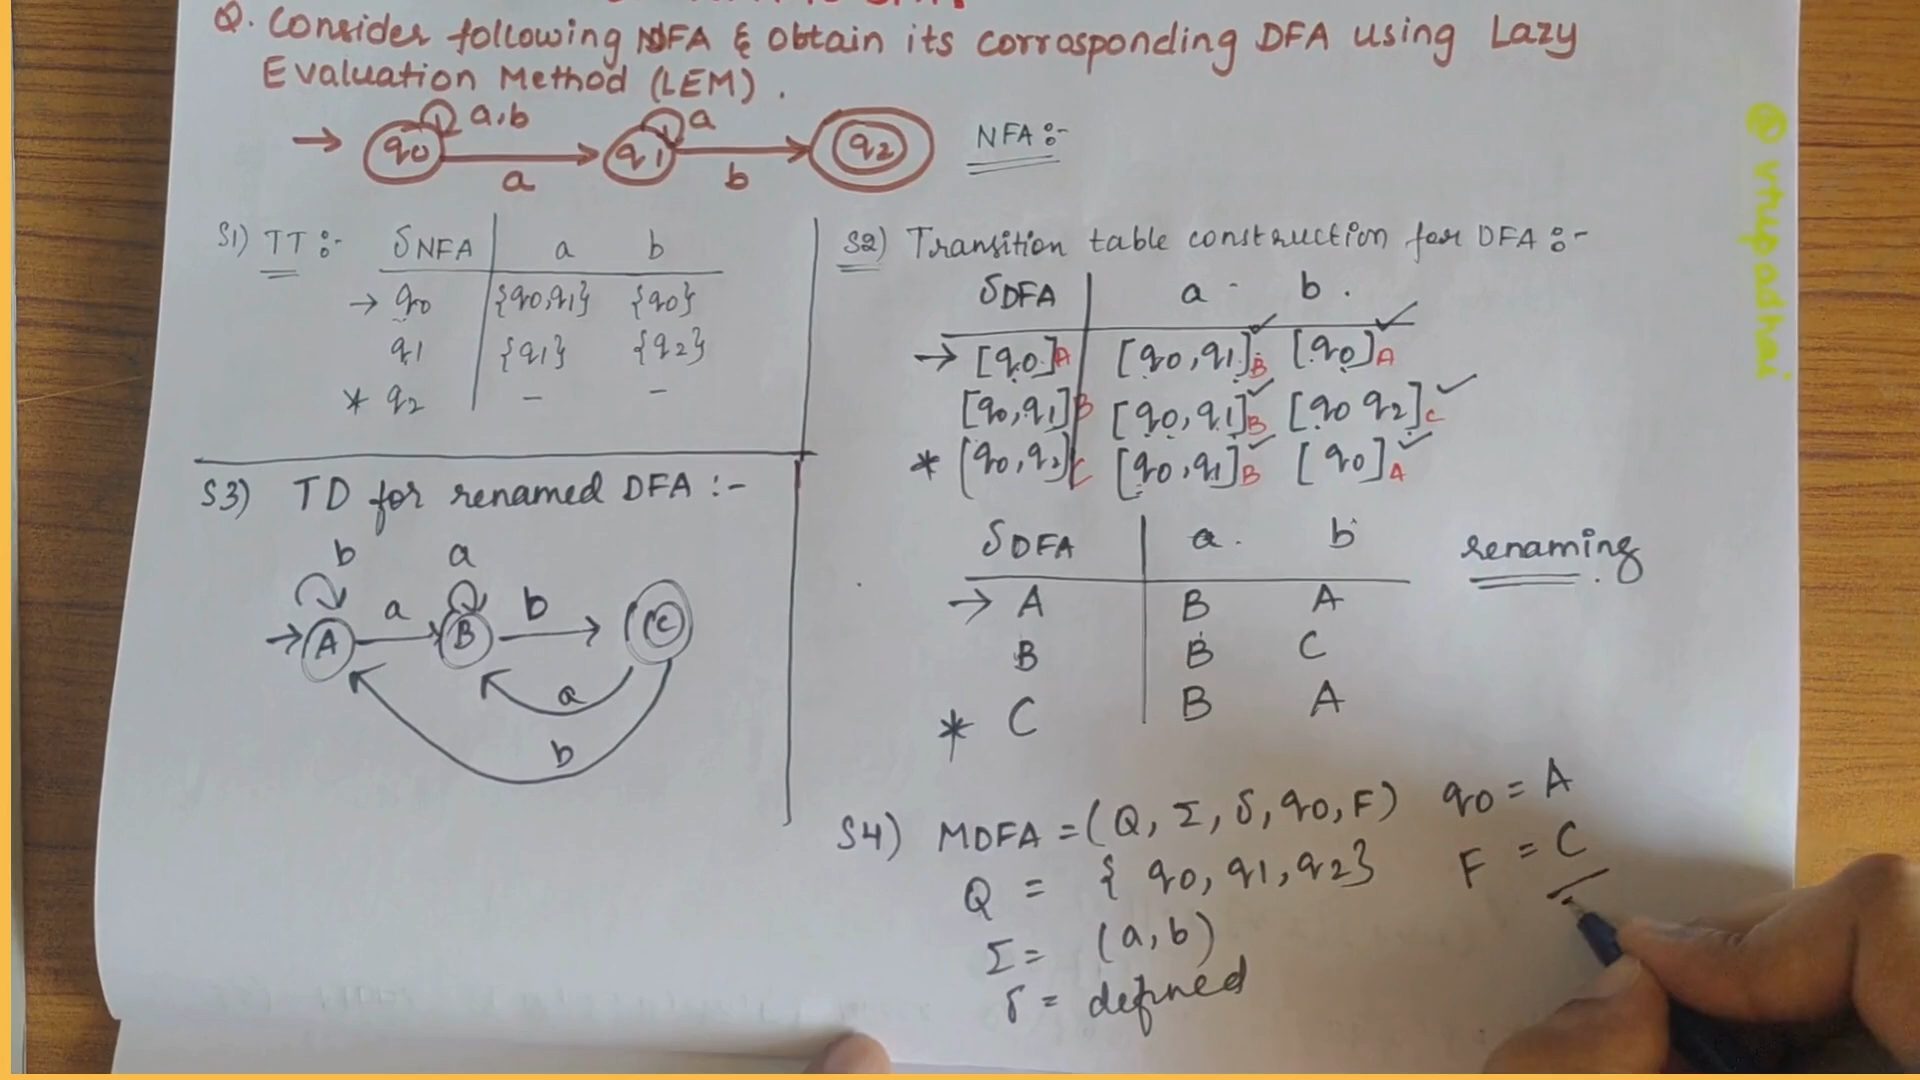 Q. Consider following NFA & obtain its corrosponding DFA using Lazy
Evaluation Method (LEM).
→ q0 a,b a q1 a b q2 NFA :-
S1) TT :- δNFA a b
→ q0 {q0,q1} {q0}
q1 {q1} {q2}
* q2 - -
S2) Transition table construction for DFA :-
δDFA a b
→ [q0] A [q0,q1] B [q0] A
[q0,q1] B [q0,q1] B [q0 q2] C
* [q0,q2] C [q0,q1] B [q0] A
δDFA a b renaming
→ A B A
B B C
* C B A
S3) TD for renamed DFA :-
b a
→ A a B b C
a
b
S4) MDFA = (Q, Σ, δ, q0, F) q0 = A
Q = { q0, q1, q2} F = C
Σ = (a,b)
δ = defined
@ vtupadhai